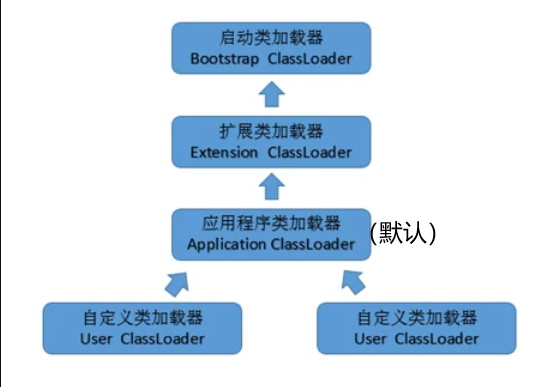 启动类加载器
Bootstrap ClassLoader
扩展类加载器
Extension ClassLoader
应用程序类加载器
Application ClassLoader
(默认)
自定义类加载器
User ClassLoader
自定义类加载器
User ClassLoader